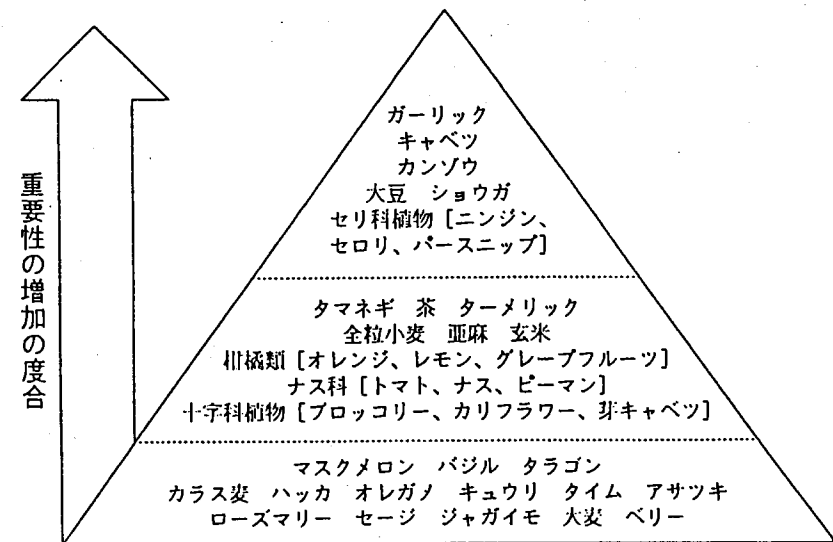 重要性の増加の度合
ガーリック
キャベツ
カンゾウ
大豆 ショウガ
セリ科植物［ニンジン、
セロリ、パースニップ］
タマネギ 茶 ターメリック
全粒小麦 亜麻 玄米
柑橘類［オレンジ、レモン、グレープフルーツ］
ナス科［トマト、ナス、ピーマン］
十字科植物［ブロッコリー、カリフラワー、芽キャベツ］
マスクメロン バジル タラゴン
カラス麦 ハッカ オレガノ キュウリ タイム アサツキ
ローズマリー セージ ジャガイモ 大麦 ベリー